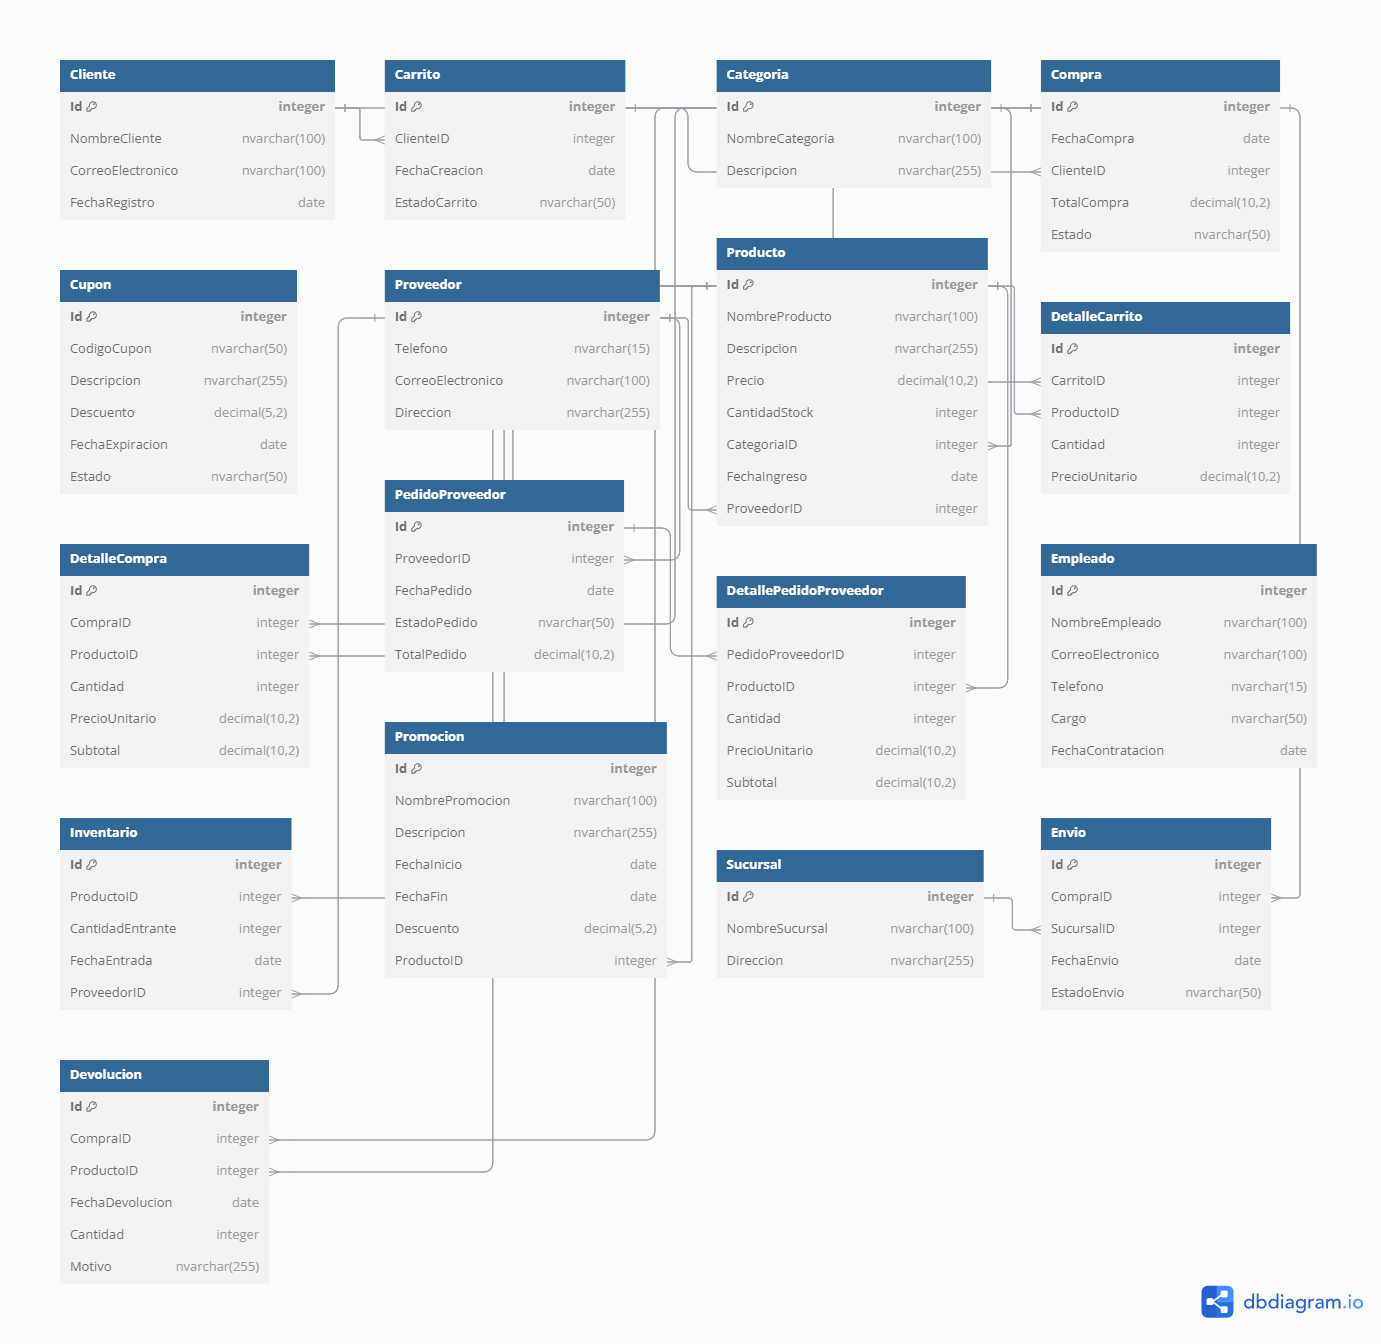 Cliente
Id integer
NombreCliente nvarchar(100)
CorreoElectronico nvarchar(100)
FechaRegistro date
Carrito
Id integer
ClienteID integer
FechaCreacion date
EstadoCarrito nvarchar(50)
Categoria
Id integer
NombreCategoria nvarchar(100)
Descripcion nvarchar(255)
Compra
Id integer
FechaCompra date
ClienteID integer
TotalCompra decimal(10,2)
Estado nvarchar(50)
Cupon
Id integer
CodigoCupon nvarchar(50)
Descripcion nvarchar(255)
Descuento decimal(5,2)
FechaExpiracion date
Estado nvarchar(50)
Proveedor
Id integer
Telefono nvarchar(15)
CorreoElectronico nvarchar(100)
Direccion nvarchar(255)
Producto
Id integer
NombreProducto nvarchar(100)
Descripcion nvarchar(255)
Precio decimal(10,2)
CantidadStock integer
CategoriaID integer
FechaIngreso date
ProveedorID integer
DetalleCarrito
Id integer
CarritoID integer
ProductoID integer
Cantidad integer
PrecioUnitario decimal(10,2)
DetalleCompra
Id integer
CompraID integer
ProductoID integer
Cantidad integer
PrecioUnitario decimal(10,2)
Subtotal decimal(10,2)
PedidoProveedor
Id integer
ProveedorID integer
FechaPedido date
EstadoPedido nvarchar(50)
TotalPedido decimal(10,2)
DetallePedidoProveedor
Id integer
PedidoProveedorID integer
ProductoID integer
Cantidad integer
PrecioUnitario decimal(10,2)
Subtotal decimal(10,2)
Empleado
Id integer
NombreEmpleado nvarchar(100)
CorreoElectronico nvarchar(100)
Telefono nvarchar(15)
Cargo nvarchar(50)
FechaContratacion date
Inventario
Id integer
ProductoID integer
CantidadEntrante integer
FechaEntrada date
ProveedorID integer
Promocion
Id integer
NombrePromocion nvarchar(100)
Descripcion nvarchar(255)
FechaInicio date
FechaFin date
Descuento decimal(5,2)
ProductoID integer
Sucursal
Id integer
NombreSucursal nvarchar(100)
Direccion nvarchar(255)
Envio
Id integer
CompraID integer
SucursalID integer
FechaEnvio date
EstadoEnvio nvarchar(50)
Devolucion
Id integer
CompraID integer
ProductoID integer
FechaDevolucion date
Cantidad integer
Motivo nvarchar(255)
dbdiagram.io